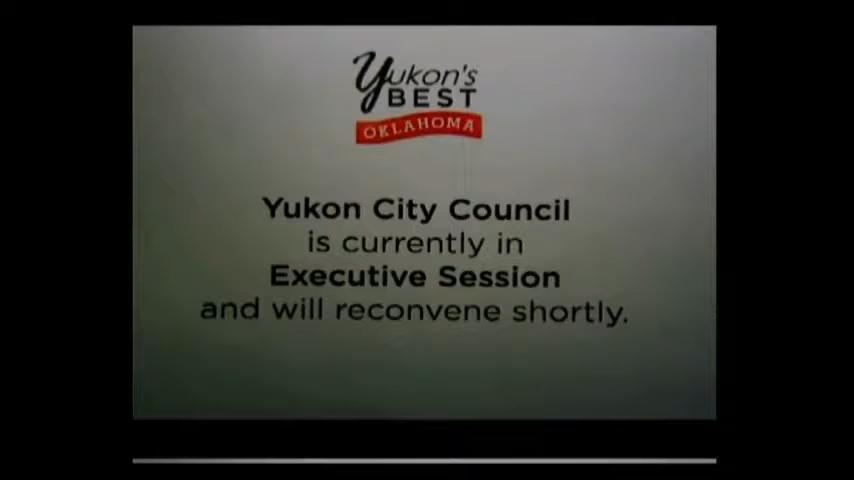 Yukon's
BEST
OKLAHOMA
Yukon City Council
is currently in
Executive Session
and will reconvene shortly.